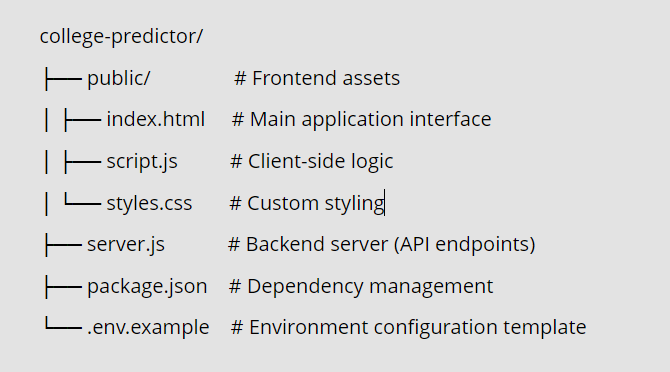 college-predictor/
├── public/ # Frontend assets
│ ├── index.html # Main application interface
│ ├── script.js # Client-side logic
│ └── styles.css # Custom styling
├── server.js # Backend server (API endpoints)
├── package.json # Dependency management
└── .env.example # Environment configuration template